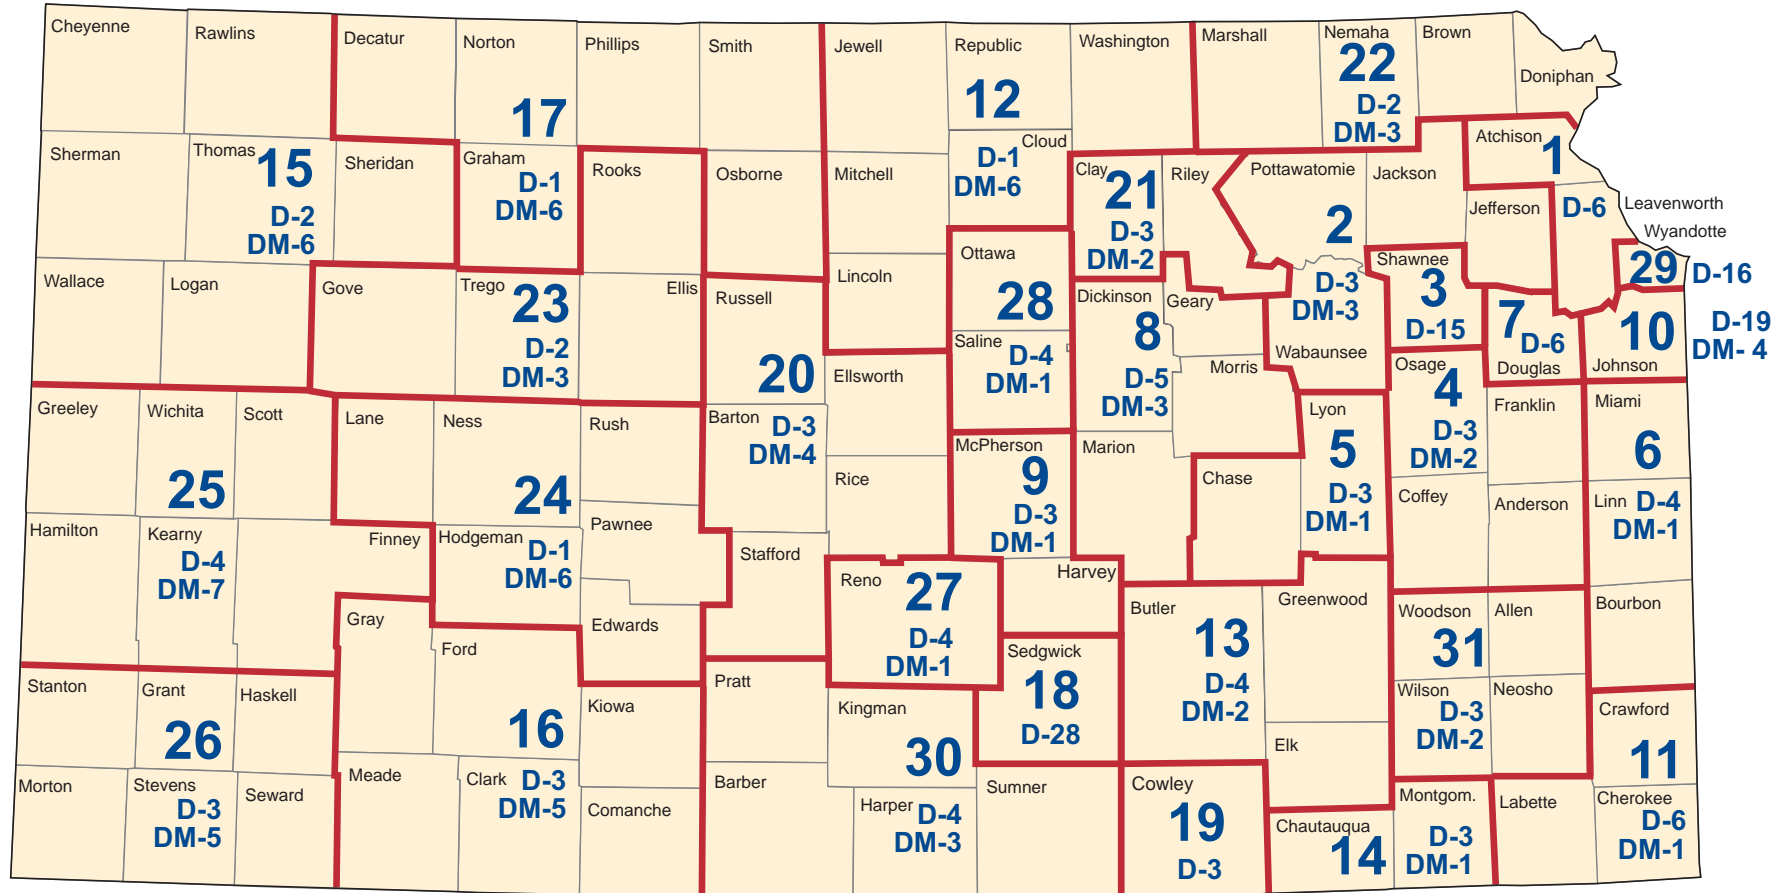 Cheyenne
Rawlins
Decatur
Norton
Phillips
Smith
Jewell
Republic
Washington
Marshall
Nemaha
Brown
Doniphan
17
12
22
D-2
DM-3
Sherman
Thomas
15
D-2
DM-6
Sheridan
Graham
D-1
DM-6
Rooks
Osborne
Mitchell
Cloud
D-1
DM-6
Clay
21
D-3
DM-2
Riley
Pottawatomie
2
D-3
DM-3
Jackson
Atchison
1
D-6
Jefferson
Leavenworth
Wyandotte
29
D-16
Wallace
Logan
Gove
Trego
23
D-2
DM-3
Ellis
Russell
20
Lincoln
Ottawa
28
Saline
D-4
DM-1
Dickinson
8
D-5
DM-3
Geary
Morris
Wabaunsee
Shawnee
3
D-15
7
D-6
Douglas
10
Johnson
D-19
DM- 4
Greeley
Wichita
Scott
25
Lane
Ness
24
Rush
Barton
D-3
DM-4
Ellsworth
Rice
McPherson
9
D-3
DM-1
Marion
Chase
Lyon
5
D-3
DM-1
Osage
4
D-3
DM-2
Franklin
Miami
6
Coffey
Anderson
Linn
D-4
DM-1
Hamilton
Kearny
D-4
DM-7
Finney
Hodgeman
D-1
DM-6
Pawnee
Edwards
Stafford
Reno
27
D-4
DM-1
Harvey
Butler
13
D-4
DM-2
Greenwood
Woodson
31
Allen
Bourbon
Gray
Ford
16
Stanton
Grant
26
Haskell
Kiowa
Pratt
Kingman
30
Sedgwick
18
D-28
Elk
Wilson
D-3
DM-2
Neosho
Crawford
11
Morton
Stevens
D-3
DM-5
Seward
Meade
Clark
D-3
DM-5
Comanche
Barber
Harper
D-4
DM-3
Sumner
Cowley
19
D-3
Chautauqua
14
Montgom.
D-3
DM-1
Labette
Cherokee
D-6
DM-1